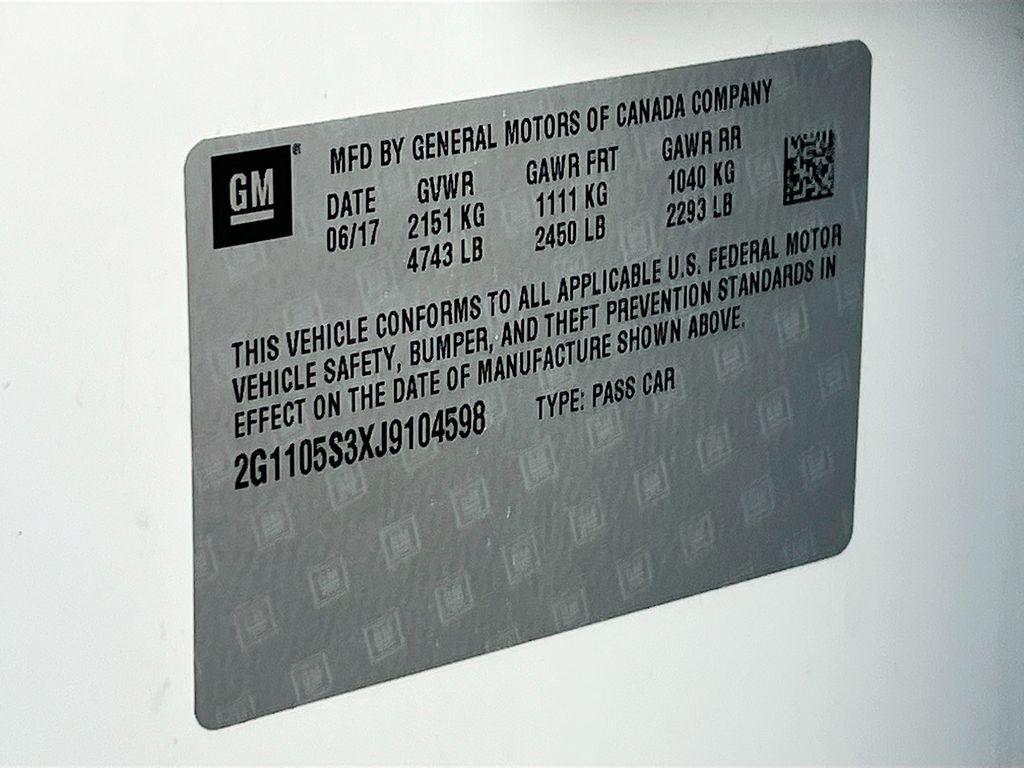 GM
MFD BY GENERAL MOTORS OF CANADA COMPANY
DATE GVWR GAWR FRT GAWR RR
06/17 2151 KG 1111 KG 1040 KG
4743 LB 2450 LB 2293 LB
THIS VEHICLE CONFORMS TO ALL APPLICABLE U.S. FEDERAL MOTOR
VEHICLE SAFETY, BUMPER, AND THEFT PREVENTION STANDARDS IN
EFFECT ON THE DATE OF MANUFACTURE SHOWN ABOVE.
2G1105S3XJ9104598 TYPE: PASS CAR